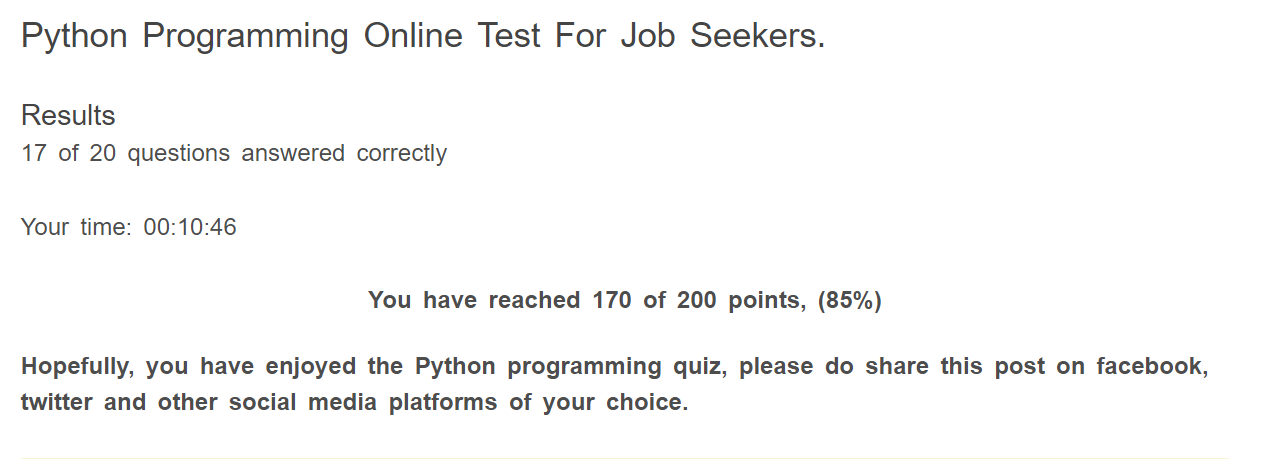 Python Programming Online Test For Job Seekers.
Results
17 of 20 questions answered correctly
Your time: 00:10:46
You have reached 170 of 200 points, (85%)
Hopefully, you have enjoyed the Python programming quiz, please do share this post on facebook,
twitter and other social media platforms of your choice.